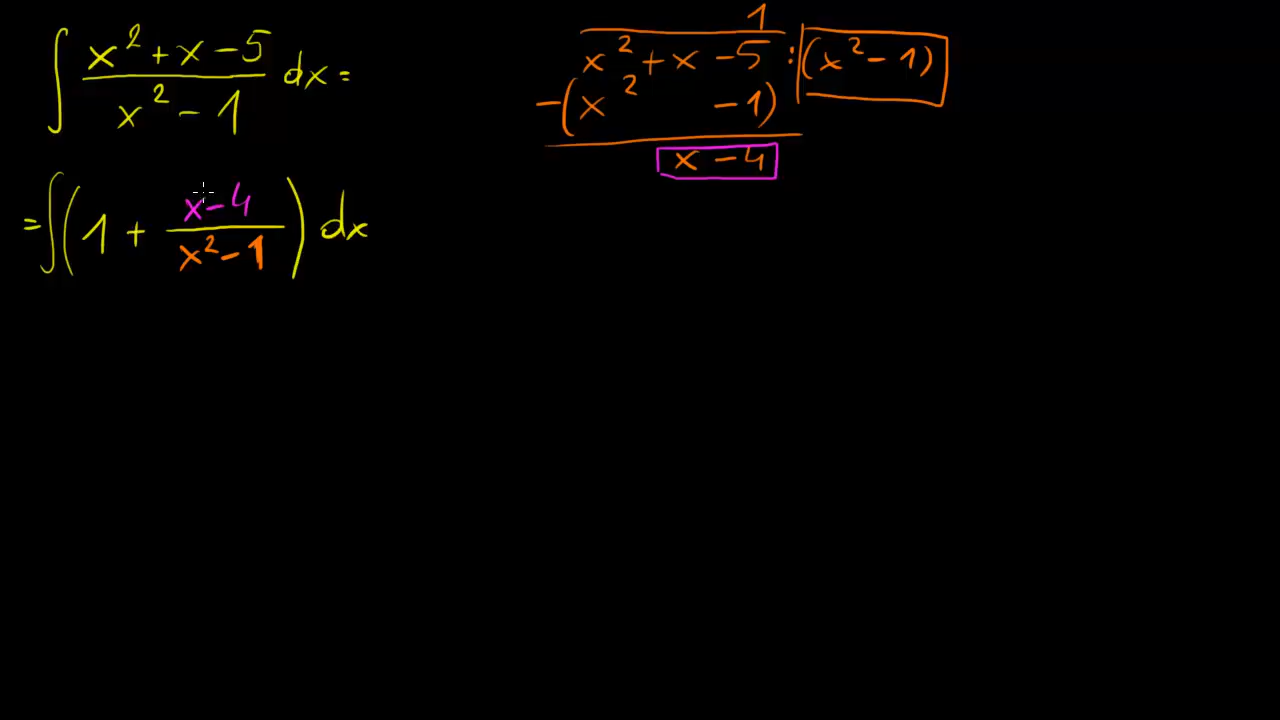 ∫ (x² + x − 5)/(x² − 1) dx =
= ∫ (1 + (x − 4)/(x² − 1)) dx
1
x² + x − 5 : (x² − 1)
−(x² − 1)
x − 4